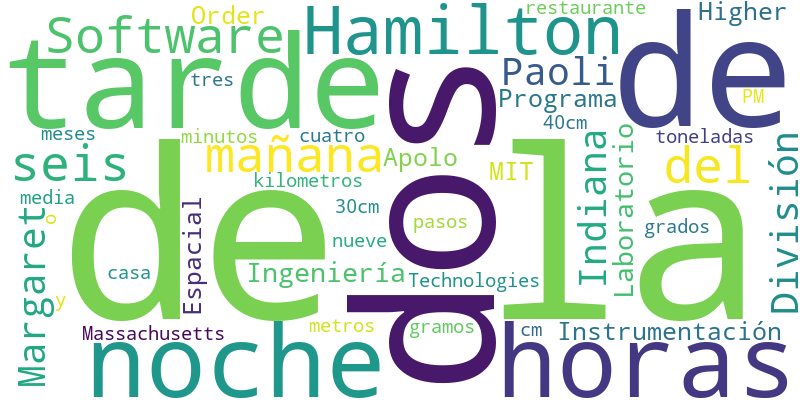 Order
restaurante
Higher
Software
Hamilton
tarde
de
tres
dos
Paoli
Programa
PM
40cm
meses
minutos
cuatro
toneladas
seis
mañana
Apolo
MIT
Indiana
del
División
kilometros
Laboratorio
media
o
30cm
Margaret
de
Espacial
pasos
la
grados
nueve
casa
Ingeniería
Technologies
y
Massachusetts
metros
gramos
cm
Instrumentación
noche
horas